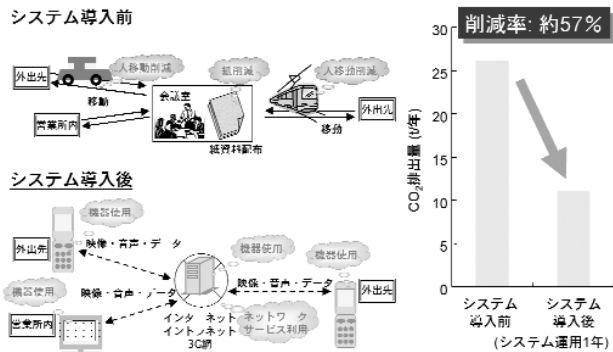 システム導入前
外出先
人移動削減
移動
営業所内
会議室
紙削減
紙資料配布
人移動削減
移動
外出先
システム導入後
機器使用
外出先
映像・音声・データ
機器使用
営業所内
映像・音声・データ
機器使用
インターネット
イントラネット
3G網
ネットワーク
サービス利用
映像・音声・データ
機器使用
外出先
削減率: 約57%
CO₂排出量 (t/年)
30
25
20
15
10
5
0
システム
導入前
システム
導入後
(システム運用1年)